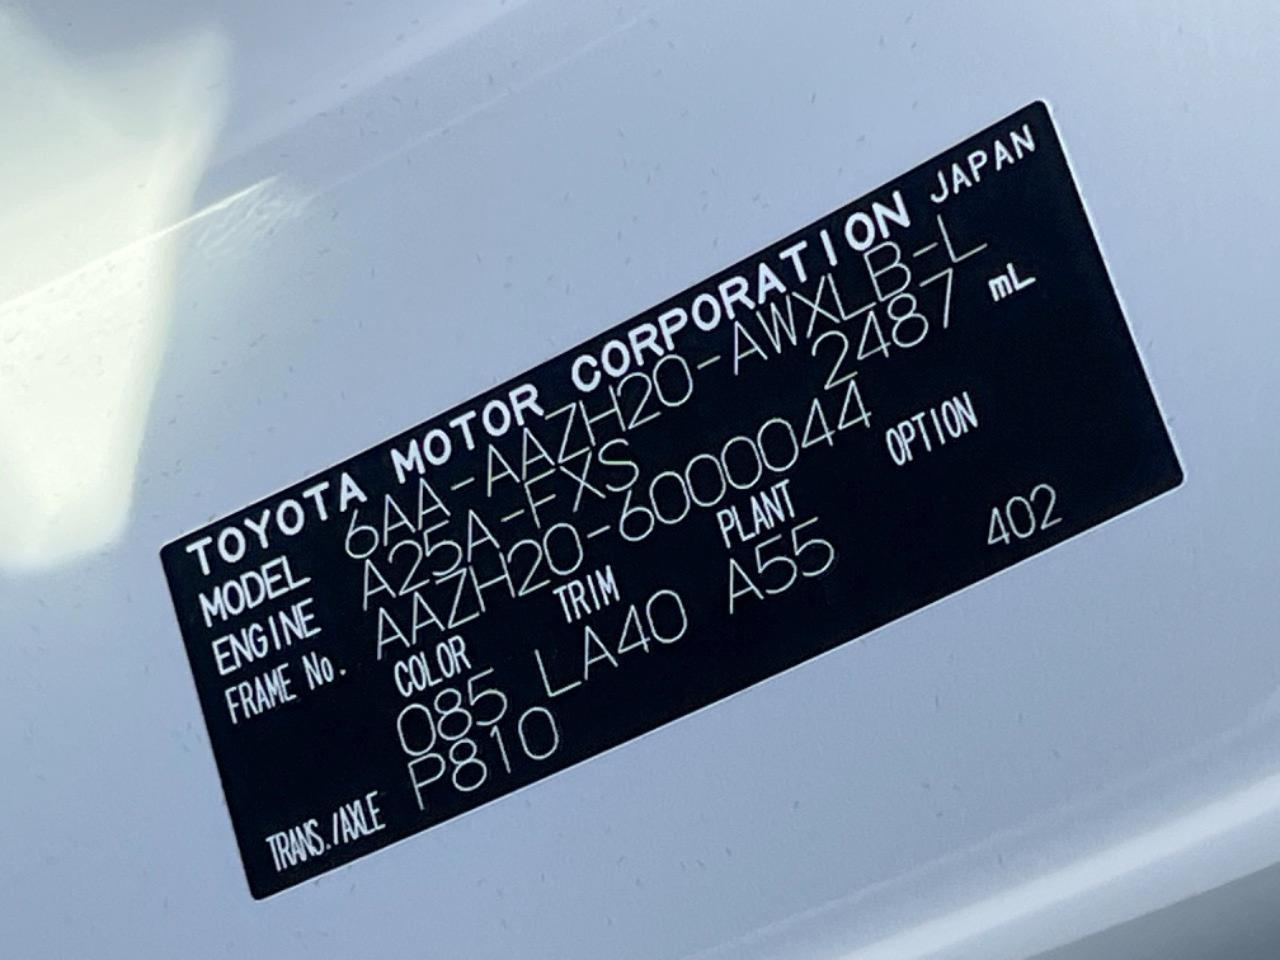 TOYOTA MOTOR CORPORATION JAPAN
MODEL 6AA-AAZH20-AWXLB-L
ENGINE A25A-FXS 2487 mL
FRAME No. AAZH20-6000044
COLOR TRIM PLANT OPTION
085 LA40 A55 402
TRANS./AXLE P810